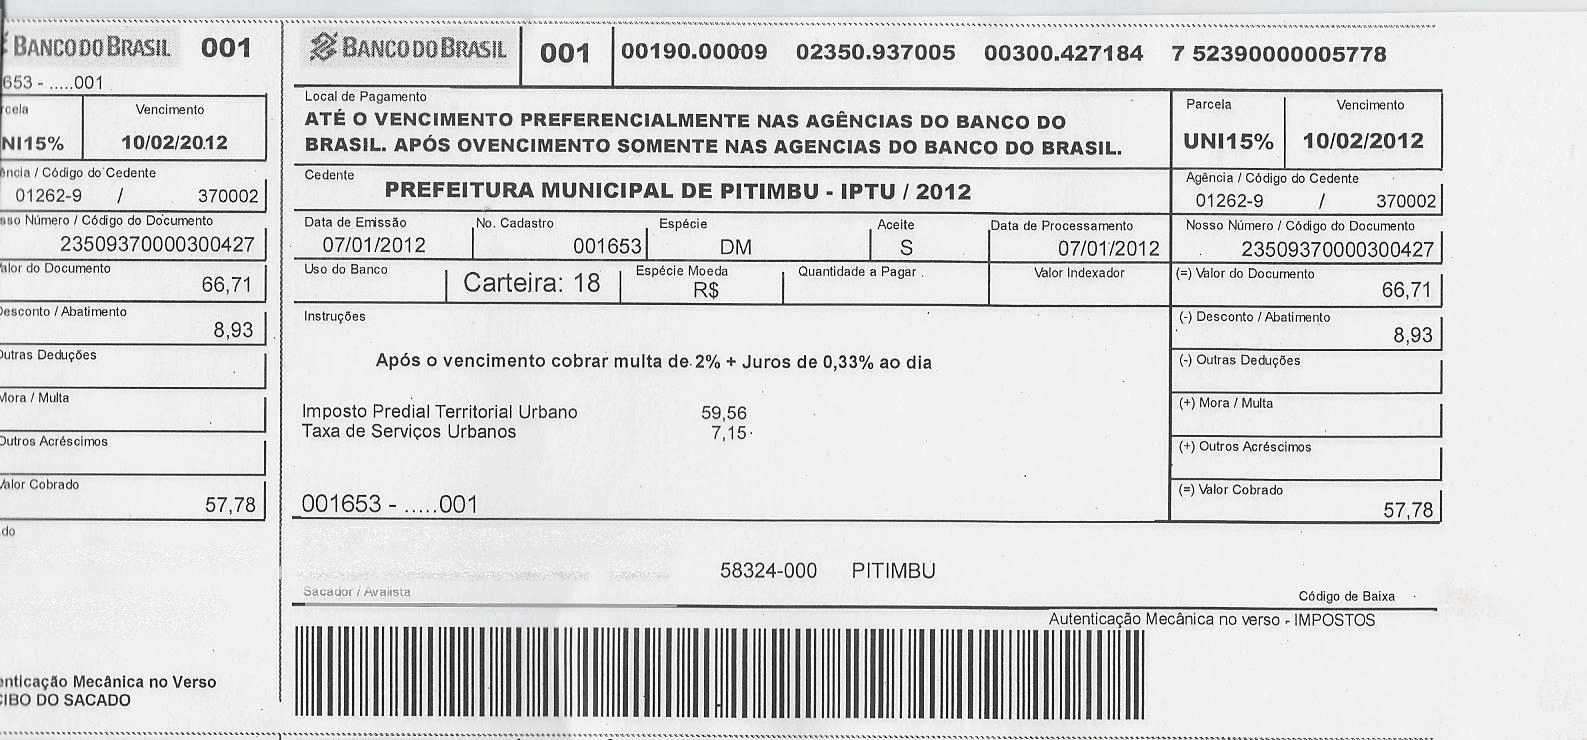 BANCO DO BRASIL 001
653 - .....001
Vencimento
NI15% 10/02/2012
Código do Cedente
01262-9 / 370002
Número / Código do Documento
23509370000300427
do Documento
66,71
Desconto / Abatimento
8,93
Outras Deduções
Mora / Multa
Outros Acréscimos
Valor Cobrado
57,78
Mecânica no Verso
DO SACADO
BANCO DO BRASIL 001 00190.00009 02350.937005 00300.427184 7 52390000005778
Local de Pagamento
ATÉ O VENCIMENTO PREFERENCIALMENTE NAS AGÊNCIAS DO BANCO DO
BRASIL. APÓS OVENCIMENTO SOMENTE NAS AGENCIAS DO BANCO DO BRASIL.
Parcela Vencimento
UNI15% 10/02/2012
Cedente
PREFEITURA MUNICIPAL DE PITIMBU - IPTU / 2012
Agência / Código do Cedente
01262-9 / 370002
Data de Emissão No. Cadastro Espécie Aceite Data de Processamento Nosso Número / Código do Documento
07/01/2012 001653 DM S 07/01/2012 23509370000300427
Uso do Banco Carteira: 18 Espécie Moeda Quantidade a Pagar Valor Indexador (=) Valor do Documento
R$ 66,71
Instruções
(-) Desconto / Abatimento
8,93
Após o vencimento cobrar multa de 2% + Juros de 0,33% ao dia
(-) Outras Deduções
Imposto Predial Territorial Urbano 59,56
Taxa de Serviços Urbanos 7,15
(+) Mora / Multa
(+) Outros Acréscimos
(=) Valor Cobrado
57,78
001653 - .....001
58324-000 PITIMBU
Sacador / Avalista
Código de Baixa
Autenticação Mecânica no verso - IMPOSTOS